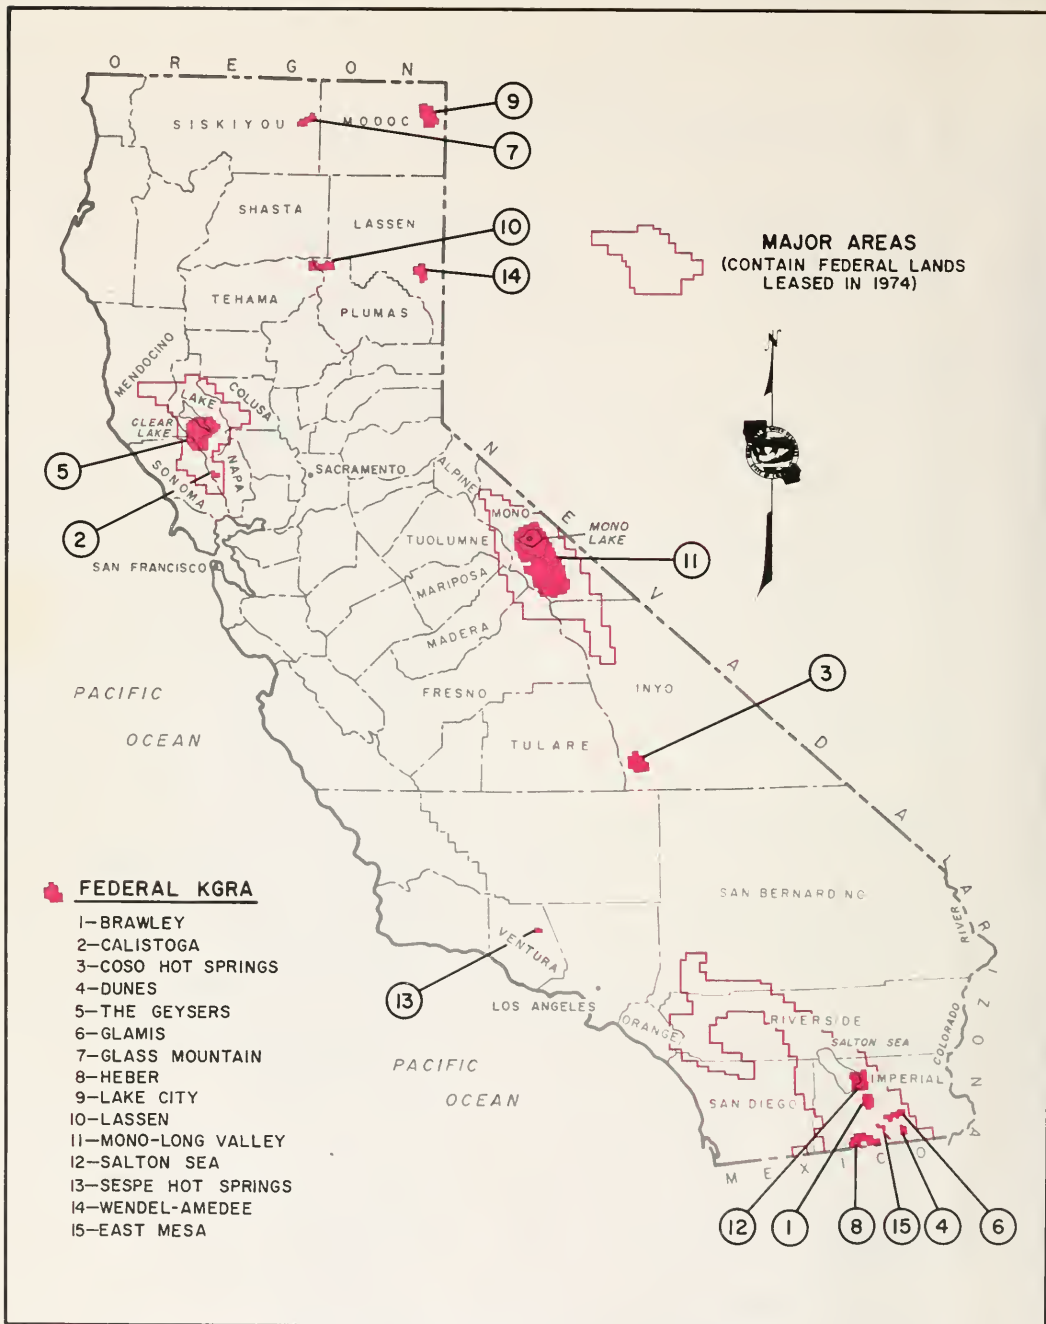 OREGON
SISKIYOU
MODOC
9
7
SHASTA
LASSEN
10
14
TEHAMA
PLUMAS
MAJOR AREAS
(CONTAIN FEDERAL LANDS
LEASED IN 1974)
N
MENDOCINO
LAKE
COLUSA
CLEAR
LAKE
5
SONOMA
NAPA
2
SACRAMENTO
SAN FRANCISCO
ALPINE
NEVADA
MONO
MONO
LAKE
TUOLUMNE
11
MARIPOSA
MADERA
FRESNO
INYO
3
TULARE
PACIFIC
OCEAN
SAN BERNARDINO
ARIZONA
COLORADO RIVER
VENTURA
13
LOS ANGELES
ORANGE
RIVERSIDE
SALTON SEA
IMPERIAL
SAN DIEGO
PACIFIC
OCEAN
MEXICO
12
1
8
15
4
6
FEDERAL KGRA
1-BRAWLEY
2-CALISTOGA
3-COSO HOT SPRINGS
4-DUNES
5-THE GEYSERS
6-GLAMIS
7-GLASS MOUNTAIN
8-HEBER
9-LAKE CITY
10-LASSEN
11-MONO-LONG VALLEY
12-SALTON SEA
13-SESPE HOT SPRINGS
14-WENDEL-AMEDEE
15-EAST MESA